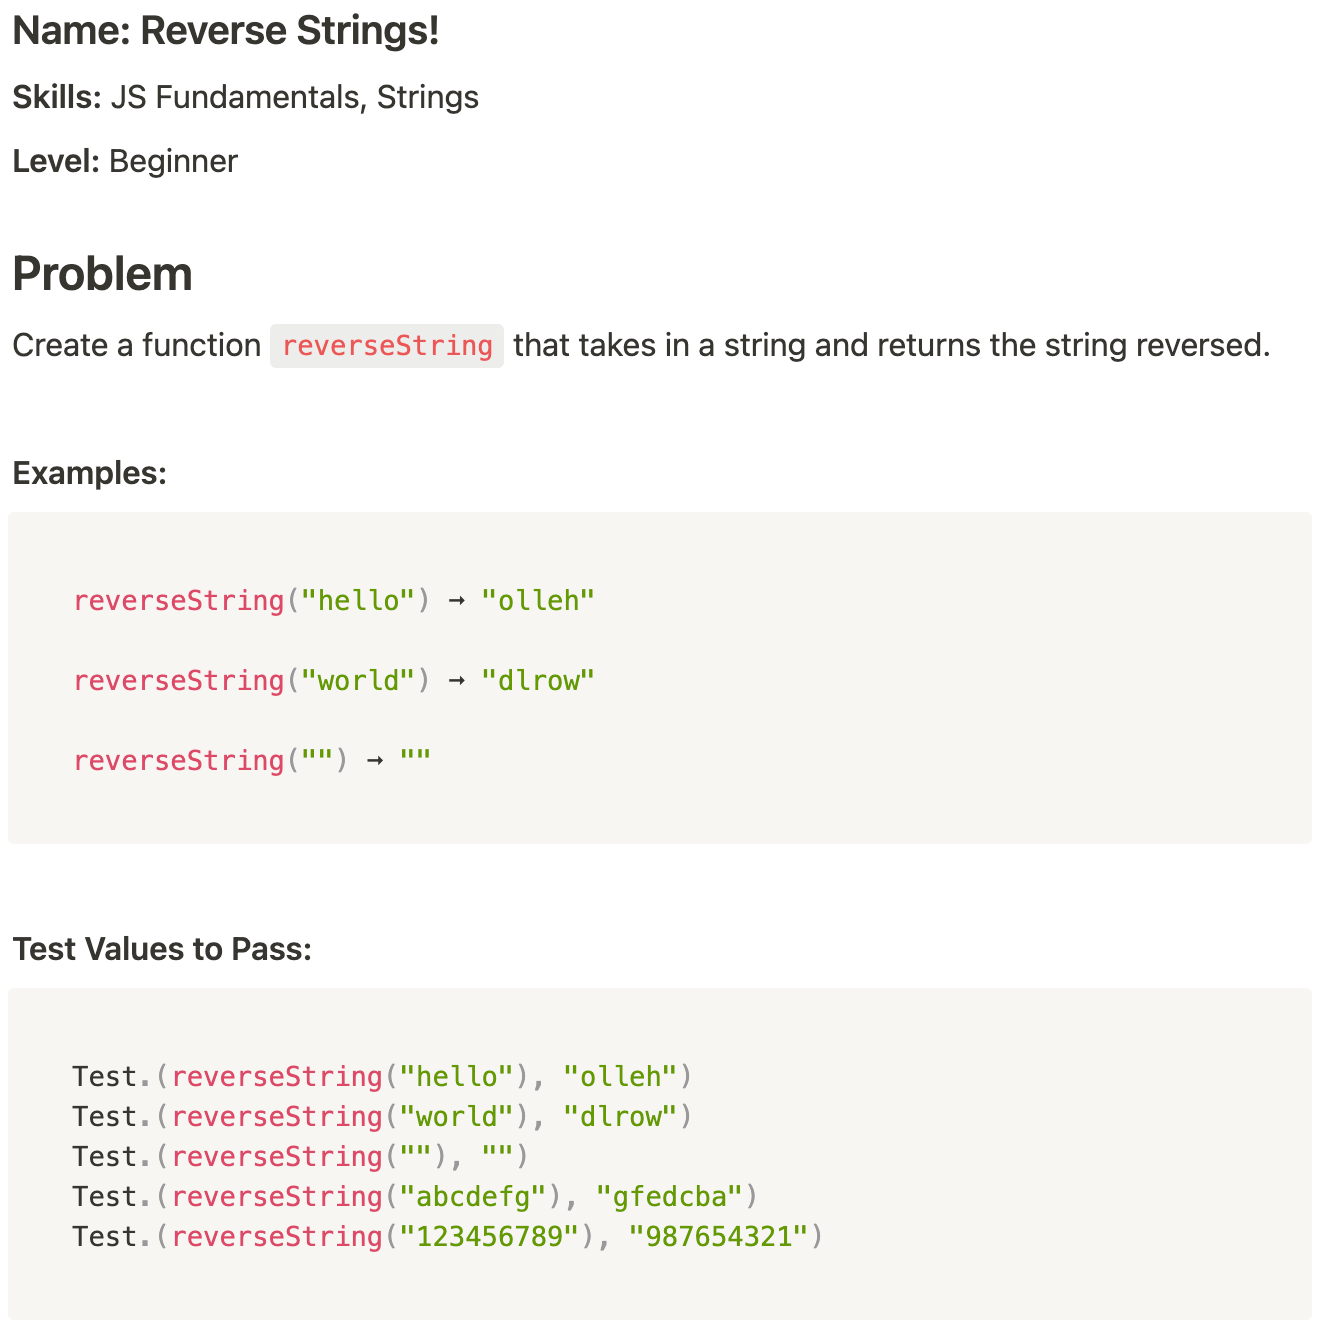 Name: Reverse Strings!
Skills: JS Fundamentals, Strings
Level: Beginner
Problem
Create a function reverseString that takes in a string and returns the string reversed.
Examples:
reverseString("hello") → "olleh"
reverseString("world") → "dlrow"
reverseString("") → ""
Test Values to Pass:
Test.(reverseString("hello"), "olleh")
Test.(reverseString("world"), "dlrow")
Test.(reverseString(""), "")
Test.(reverseString("abcdefg"), "gfedcba")
Test.(reverseString("123456789"), "987654321")